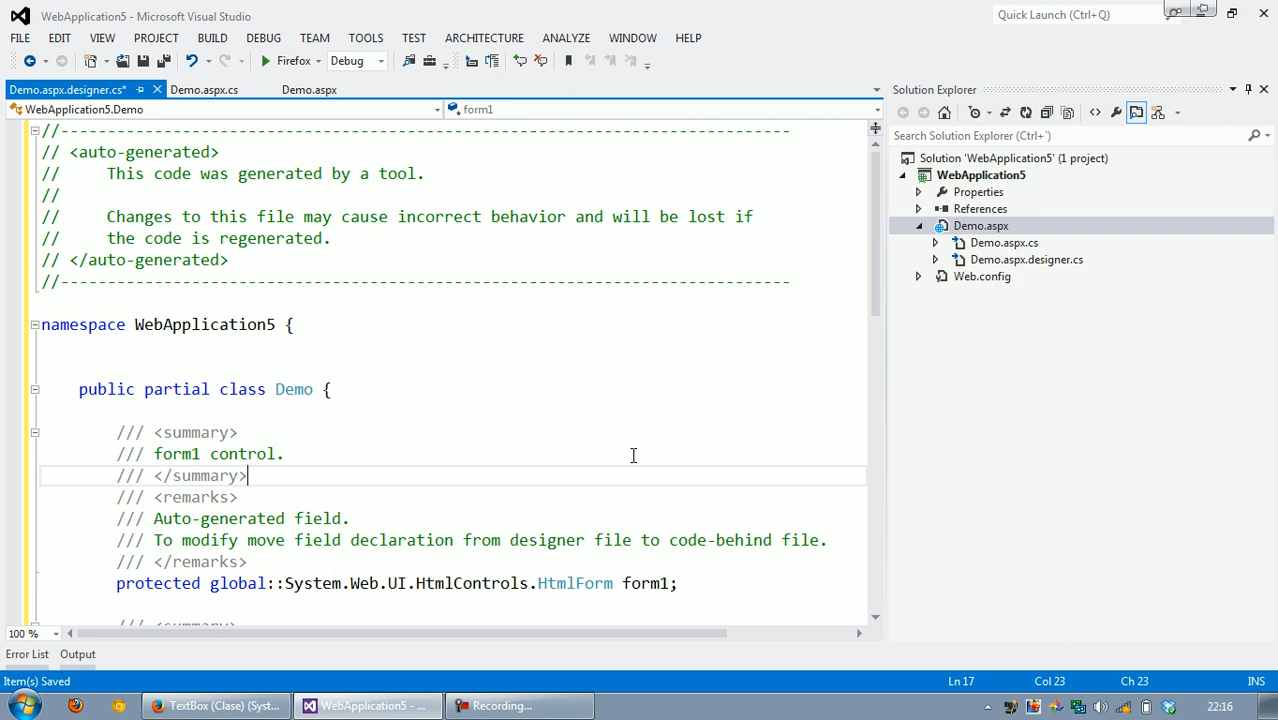 WebApplication5 - Microsoft Visual Studio
Quick Launch (Ctrl+Q)
FILE EDIT VIEW PROJECT BUILD DEBUG TEAM TOOLS TEST ARCHITECTURE ANALYZE WINDOW HELP
Firefox Debug
Demo.aspx.designer.cs* Demo.aspx.cs Demo.aspx
WebApplication5.Demo form1
//------------------------------------------------------------------------------
// <auto-generated>
//     This code was generated by a tool.
//
//     Changes to this file may cause incorrect behavior and will be lost if
//     the code is regenerated.
// </auto-generated>
//------------------------------------------------------------------------------
namespace WebApplication5 {
public partial class Demo {
/// <summary>
/// form1 control.
/// </summary>
/// <remarks>
/// Auto-generated field.
/// To modify move field declaration from designer file to code-behind file.
/// </remarks>
protected global::System.Web.UI.HtmlControls.HtmlForm form1;
/// <summary>
100 %
Solution Explorer
Search Solution Explorer (Ctrl+`)
Solution 'WebApplication5' (1 project)
WebApplication5
Properties
References
Demo.aspx
Demo.aspx.cs
Demo.aspx.designer.cs
Web.config
Error List Output
Item(s) Saved Ln 17 Col 23 Ch 23 INS
TextBox (Clase) (Syst... WebApplication5 - ... Recording... 22:16